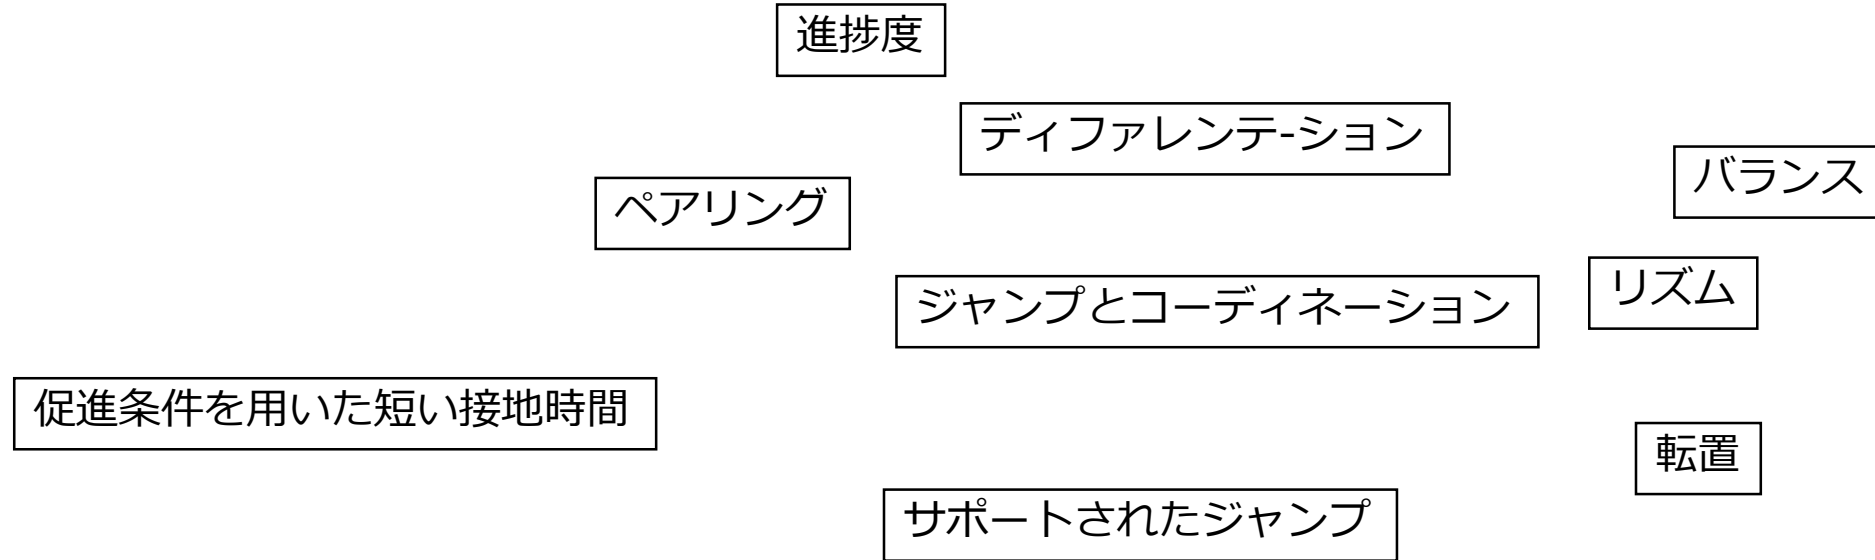 進捗度
ディファレンテ-ション
バランス
ペアリング
リズム
ジャンプとコーディネーション
促進条件を用いた短い接地時間
転置
サポートされたジャンプ